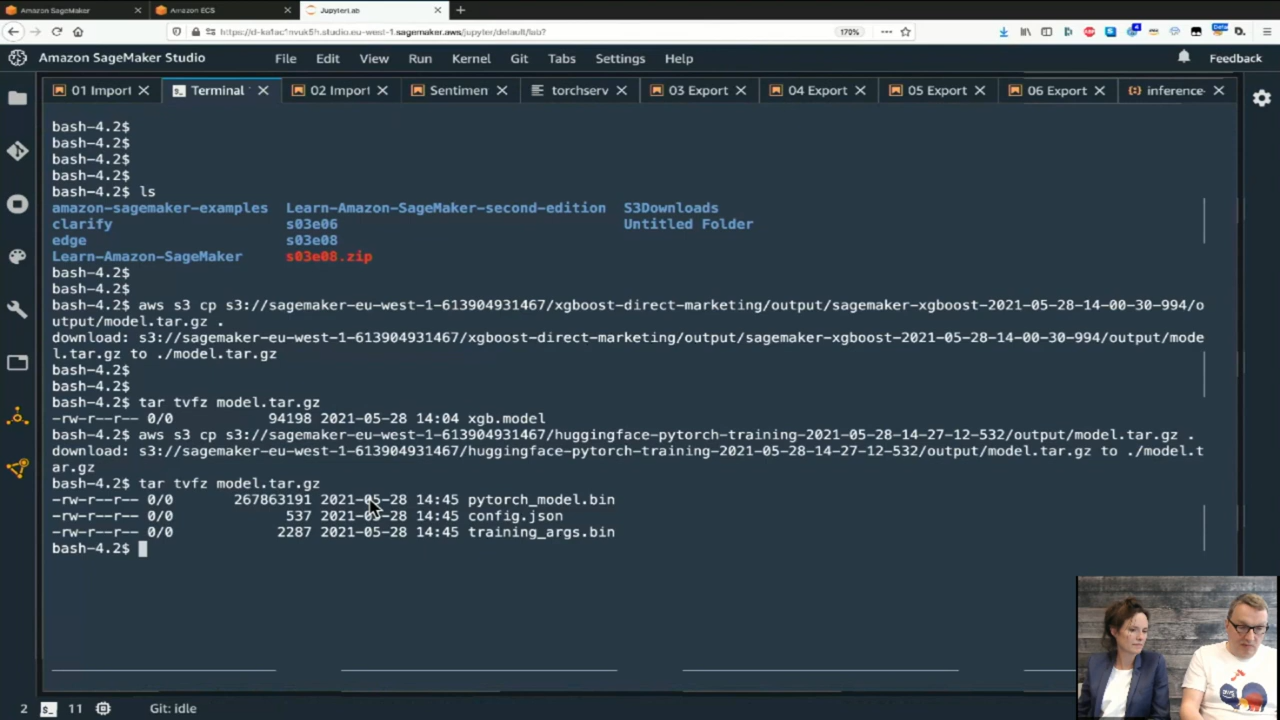 Amazon SageMaker
Amazon ECS
JupyterLab
.studio.eu-west-1.sagemaker.aws/jupyter/default/lab?
170%
Amazon SageMaker Studio
File Edit View Run Kernel Git Tabs Settings Help
Feedback
01 Import
Terminal
02 Import
Sentimen
torchserv
03 Export
04 Export
05 Export
06 Export
inference-
bash-4.2$
bash-4.2$
bash-4.2$
bash-4.2$
bash-4.2$ ls
amazon-sagemaker-examples Learn-Amazon-SageMaker-second-edition S3Downloads
clarify s03e06 Untitled Folder
edge s03e08
Learn-Amazon-SageMaker s03e08.zip
bash-4.2$
bash-4.2$
bash-4.2$ aws s3 cp s3://sagemaker-eu-west-1-613904931467/xgboost-direct-marketing/output/sagemaker-xgboost-2021-05-28-14-00-30-994/o
utput/model.tar.gz .
download: s3://sagemaker-eu-west-1-613904931467/xgboost-direct-marketing/output/sagemaker-xgboost-2021-05-28-14-00-30-994/output/mode
l.tar.gz to ./model.tar.gz
bash-4.2$
bash-4.2$
bash-4.2$ tar tvfz model.tar.gz
-rw-r--r-- 0/0 94198 2021-05-28 14:04 xgb.model
bash-4.2$ aws s3 cp s3://sagemaker-eu-west-1-613904931467/huggingface-pytorch-training-2021-05-28-14-27-12-532/output/model.tar.gz .
download: s3://sagemaker-eu-west-1-613904931467/huggingface-pytorch-training-2021-05-28-14-27-12-532/output/model.tar.gz to ./model.t
ar.gz
bash-4.2$ tar tvfz model.tar.gz
-rw-r--r-- 0/0 267863191 2021-05-28 14:45 pytorch_model.bin
-rw-r--r-- 0/0 537 2021-05-28 14:45 config.json
-rw-r--r-- 0/0 2287 2021-05-28 14:45 training_args.bin
bash-4.2$
2 11 Git: idle
aws